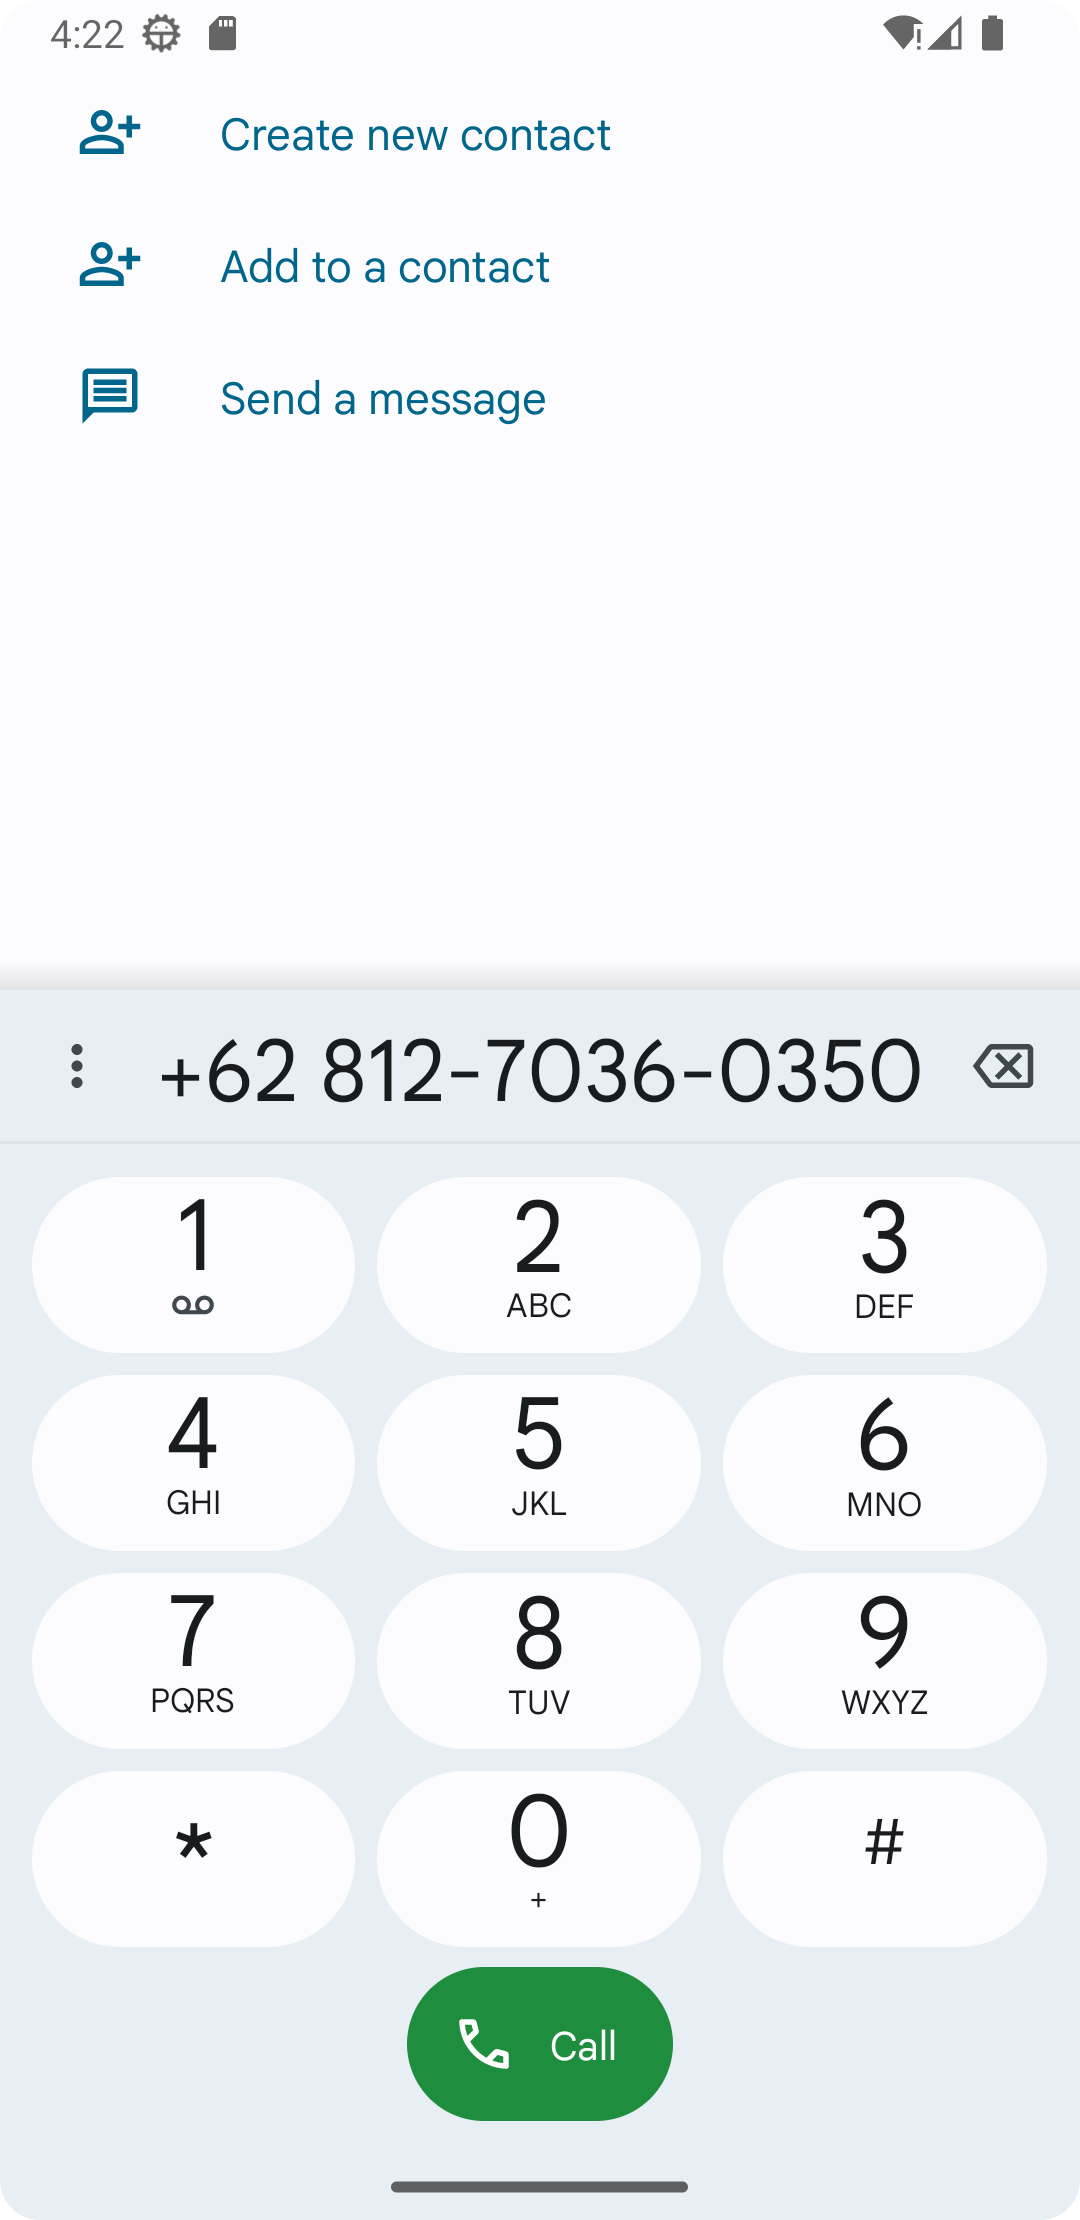 4:22
Create new contact
Add to a contact
Send a message
+62 812-7036-0350
1
2
ABC
3
DEF
4
GHI
5
JKL
6
MNO
7
PQRS
8
TUV
9
WXYZ
*
0
+
#
Call